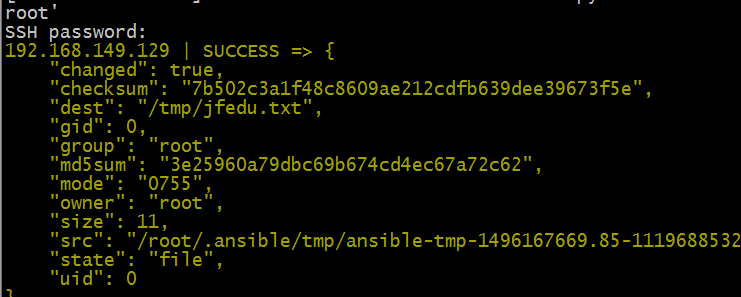 root'
SSH password:
192.168.149.129 | SUCCESS => {
    "changed": true,
    "checksum": "7b502c3a1f48c8609ae212cdfb639dee39673f5e",
    "dest": "/tmp/jfedu.txt",
    "gid": 0,
    "group": "root",
    "md5sum": "3e25960a79dbc69b674cd4ec67a72c62",
    "mode": "0755",
    "owner": "root",
    "size": 11,
    "src": "/root/.ansible/tmp/ansible-tmp-1496167669.85-1119688532
    "state": "file",
    "uid": 0
}